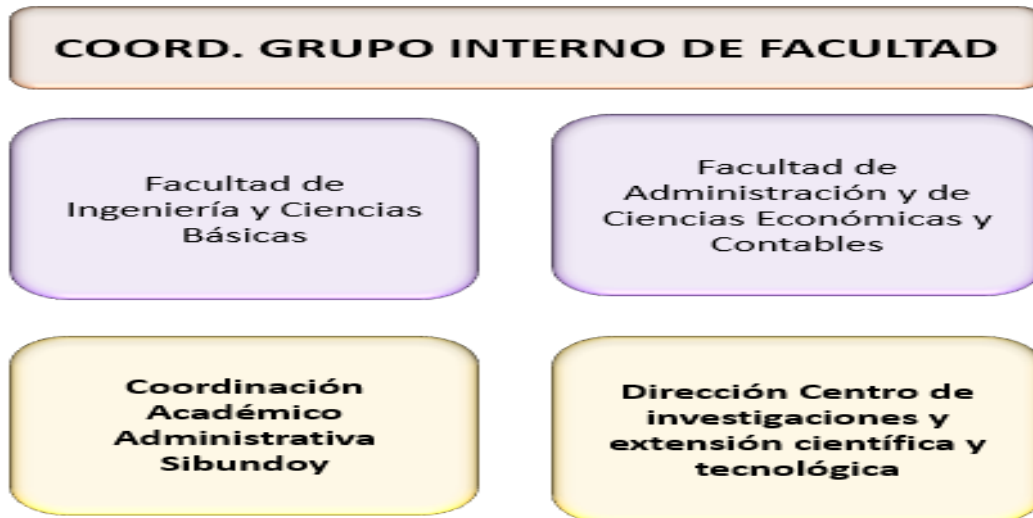 COORD. GRUPO INTERNO DE FACULTAD
Facultad de
Ingeniería y Ciencias
Básicas
Facultad de
Administración y de
Ciencias Económicas y
Contables
Coordinación
Académico
Administrativa
Sibundoy
Dirección Centro de
investigaciones y
extensión científica y
tecnológica